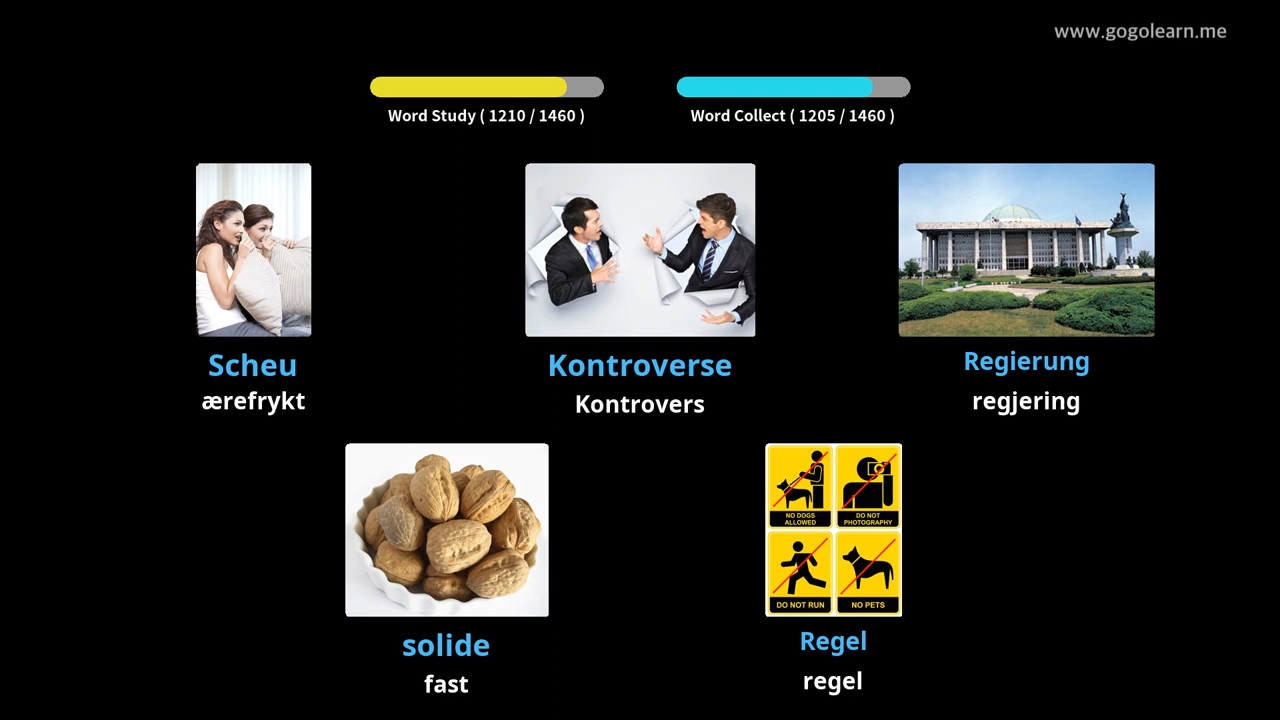 www.gogolearn.me
Word Study ( 1210 / 1460 )
Word Collect ( 1205 / 1460 )
Scheu
ærefrykt
Kontroverse
Kontrovers
Regierung
regjering
NO DOGS
ALLOWED
DO NOT
PHOTOGRAPHY
DO NOT RUN
NO PETS
solide
fast
Regel
regel